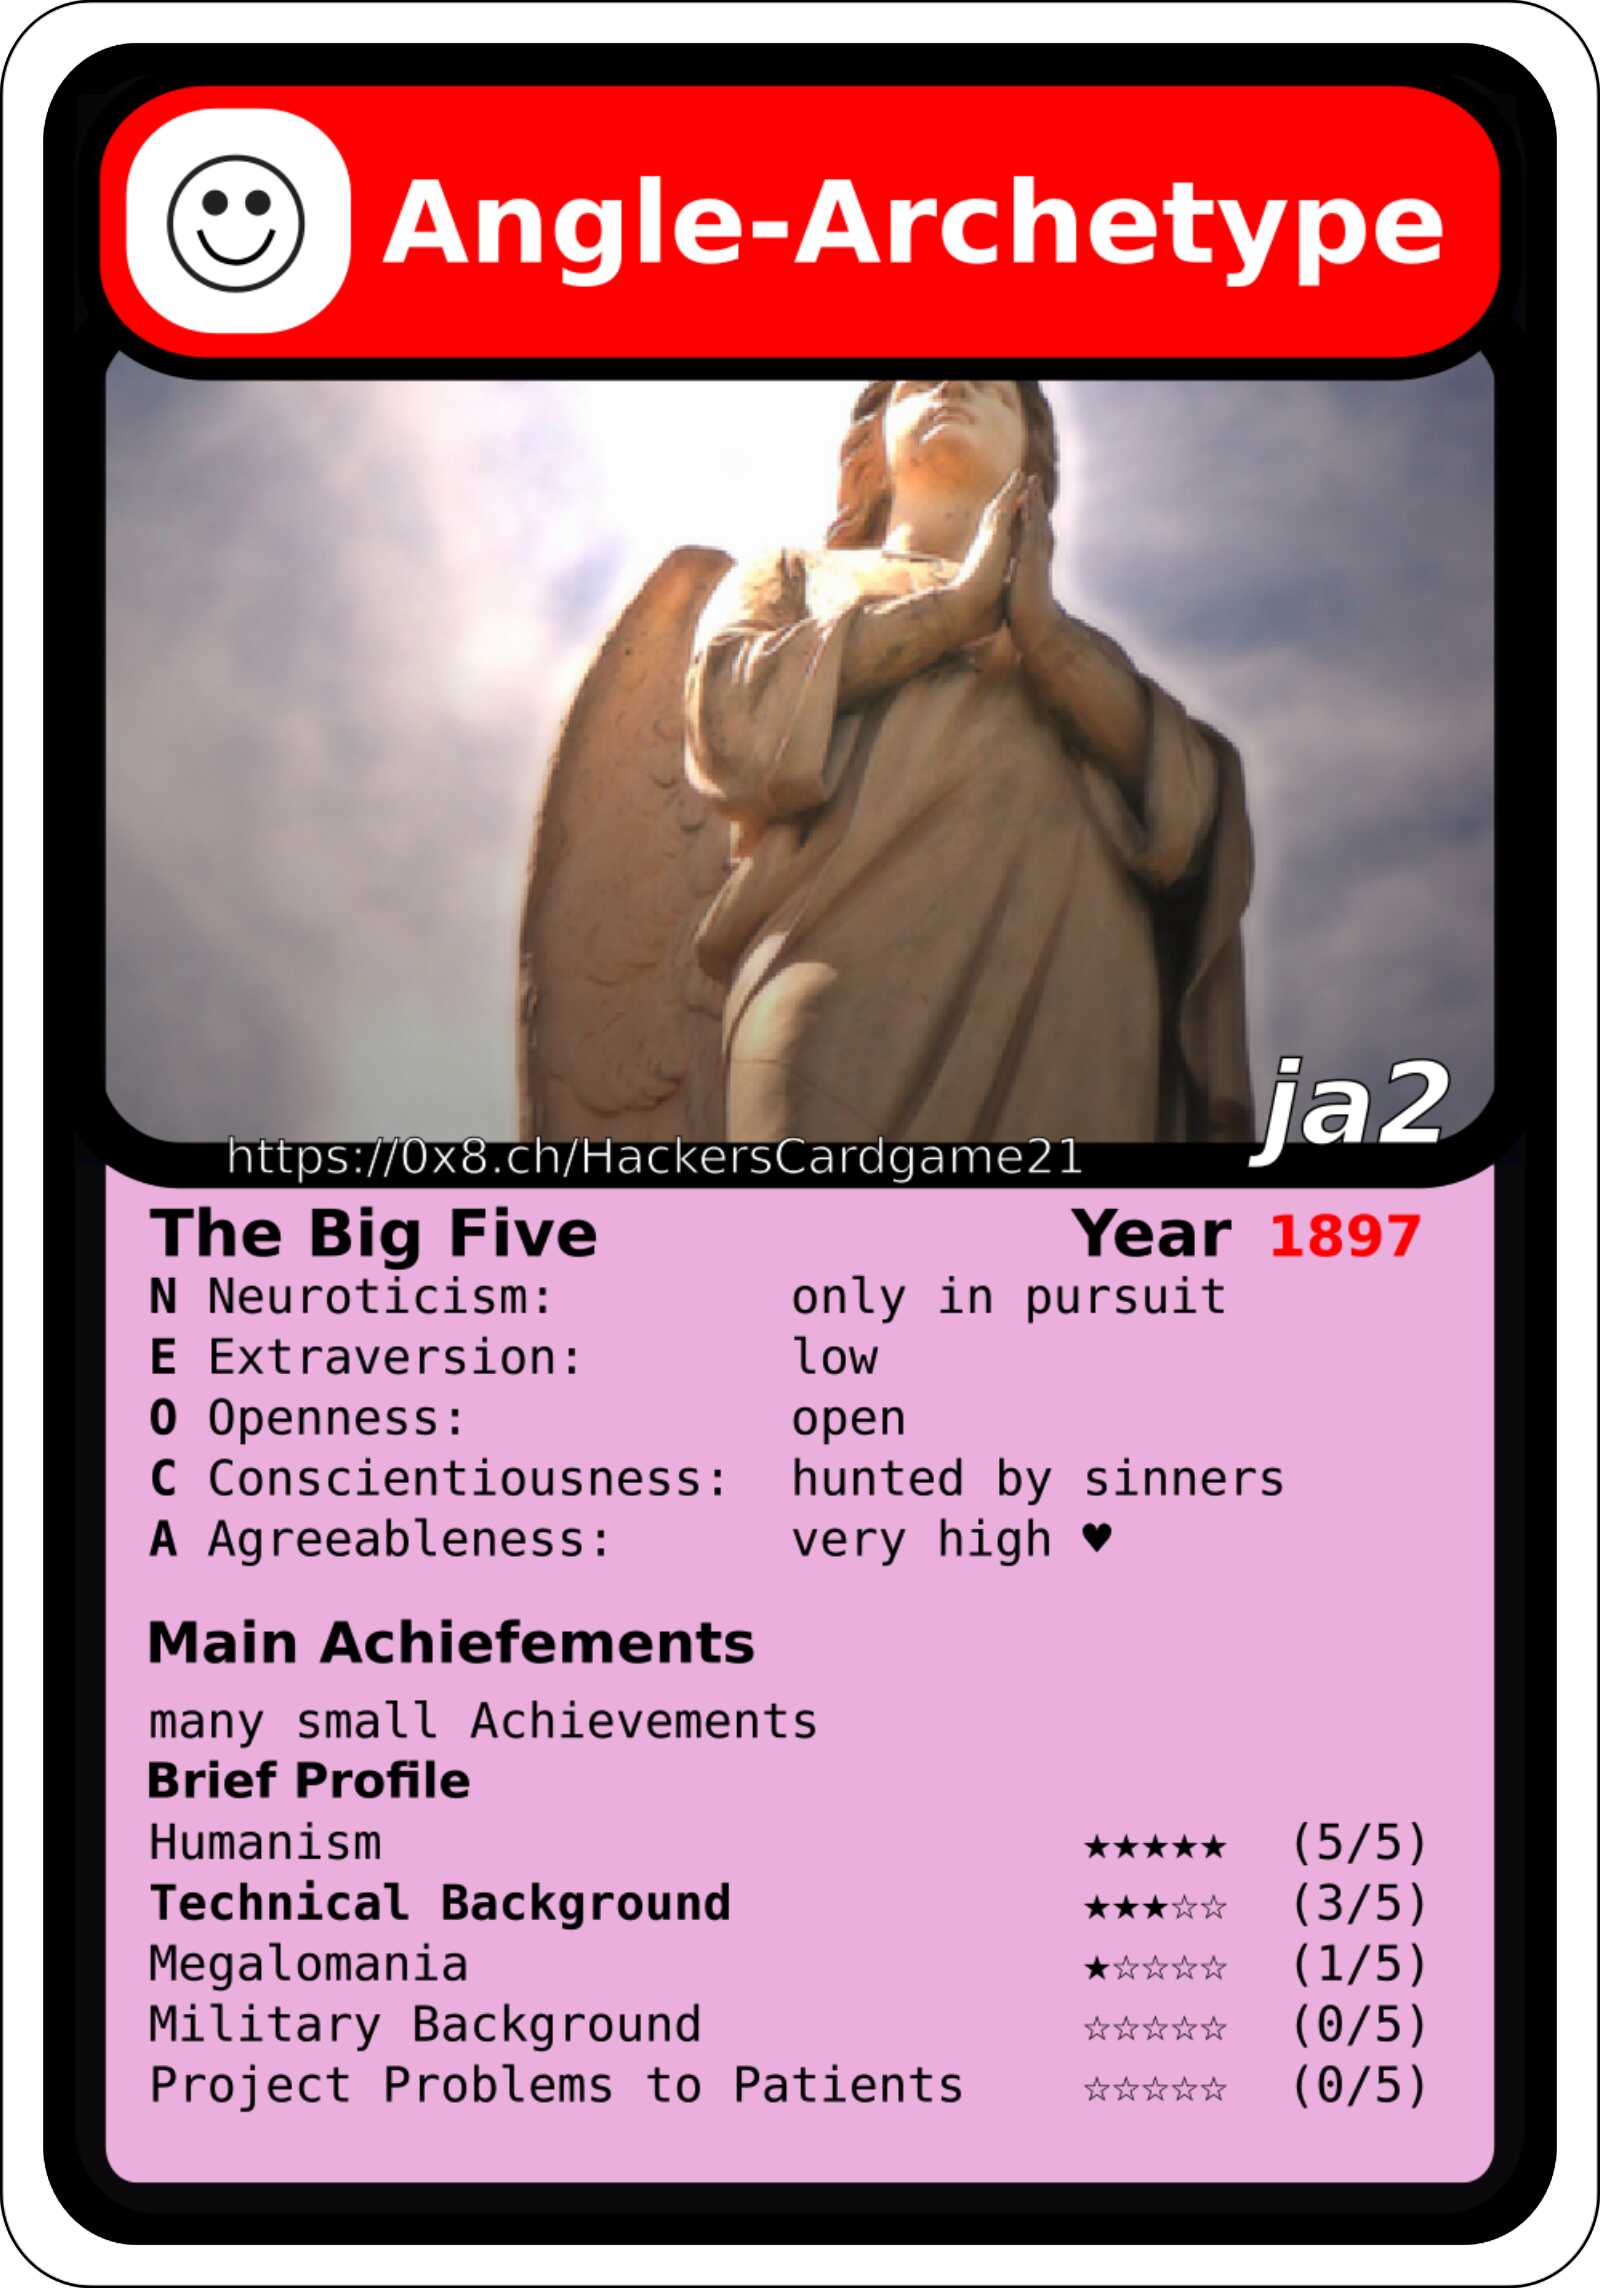 Angle-Archetype
ja2
https://0x8.ch/HackersCardgame21
The Big Five Year 1897
N Neuroticism: only in pursuit
E Extraversion: low
O Openness: open
C Conscientiousness: hunted by sinners
A Agreeableness: very high ♥
Main Achiefements
many small Achievements
Brief Profile
Humanism ★★★★★ (5/5)
Technical Background ★★★☆☆ (3/5)
Megalomania ★☆☆☆☆ (1/5)
Military Background ☆☆☆☆☆ (0/5)
Project Problems to Patients ☆☆☆☆☆ (0/5)